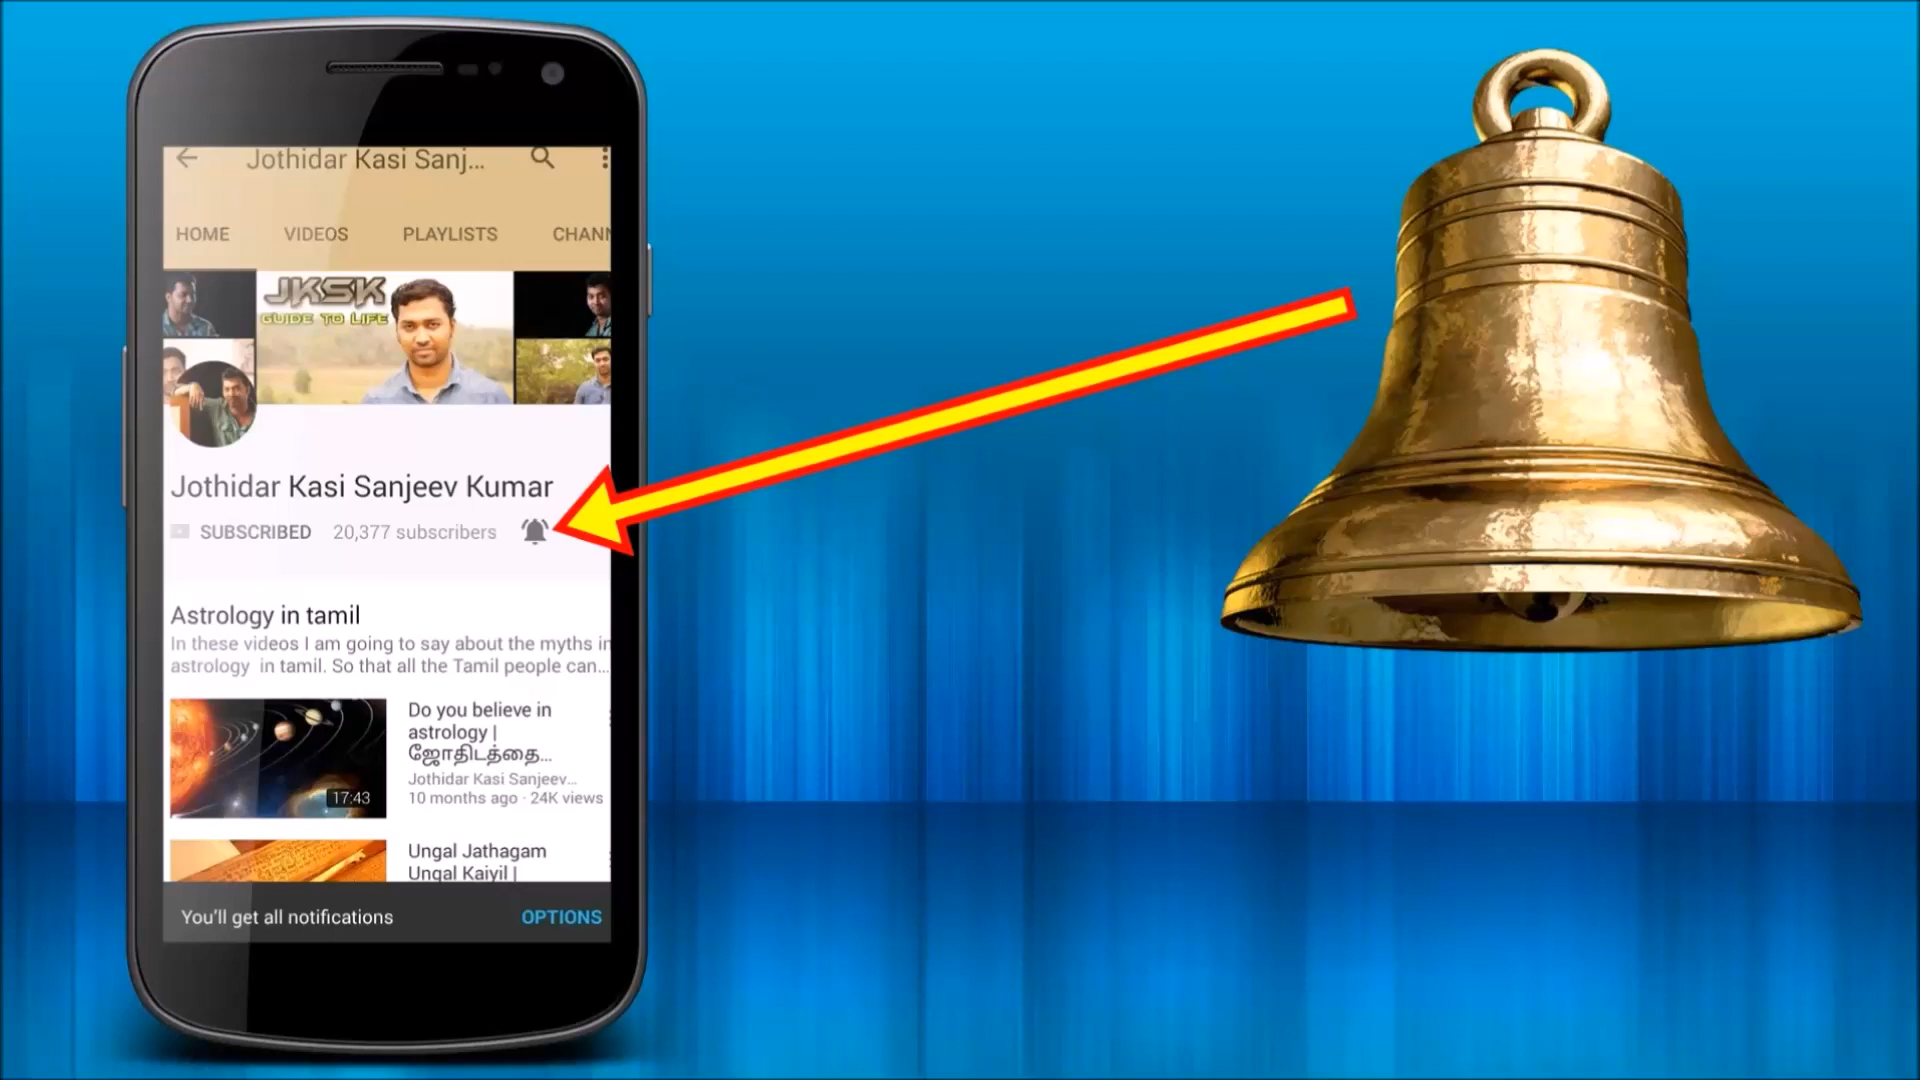 Jothidar Kasi Sanj...
HOME VIDEOS PLAYLISTS CHANN
JKSK
GUIDE TO LIFE
Jothidar Kasi Sanjeev Kumar
SUBSCRIBED 20,377 subscribers
Astrology in tamil
In these videos I am going to say about the myths in
astrology in tamil. So that all the Tamil people can...
Do you believe in
astrology |
ஜோதிடத்தை...
Jothidar Kasi Sanjeev...
10 months ago · 24K views
17:43
Ungal Jathagam
Ungal Kaiyil |
You'll get all notifications OPTIONS